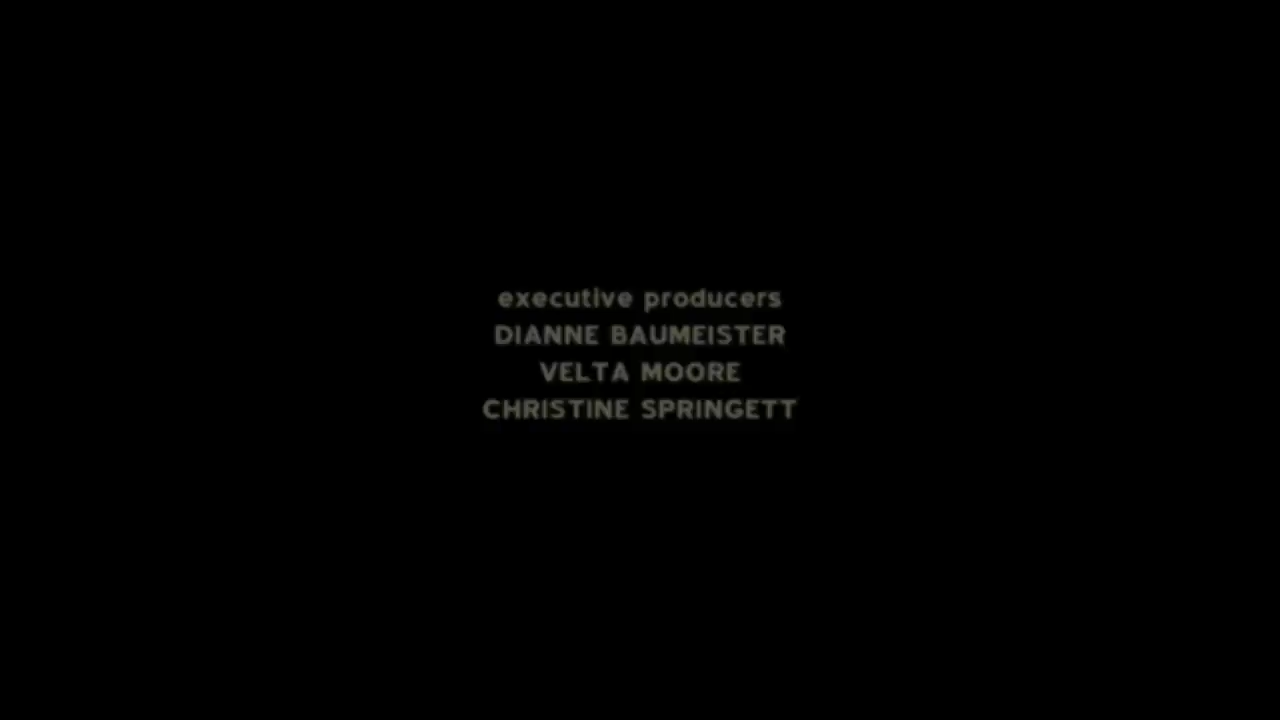 executive producers
DIANNE BAUMEISTER
VELTA MOORE
CHRISTINE SPRINGETT